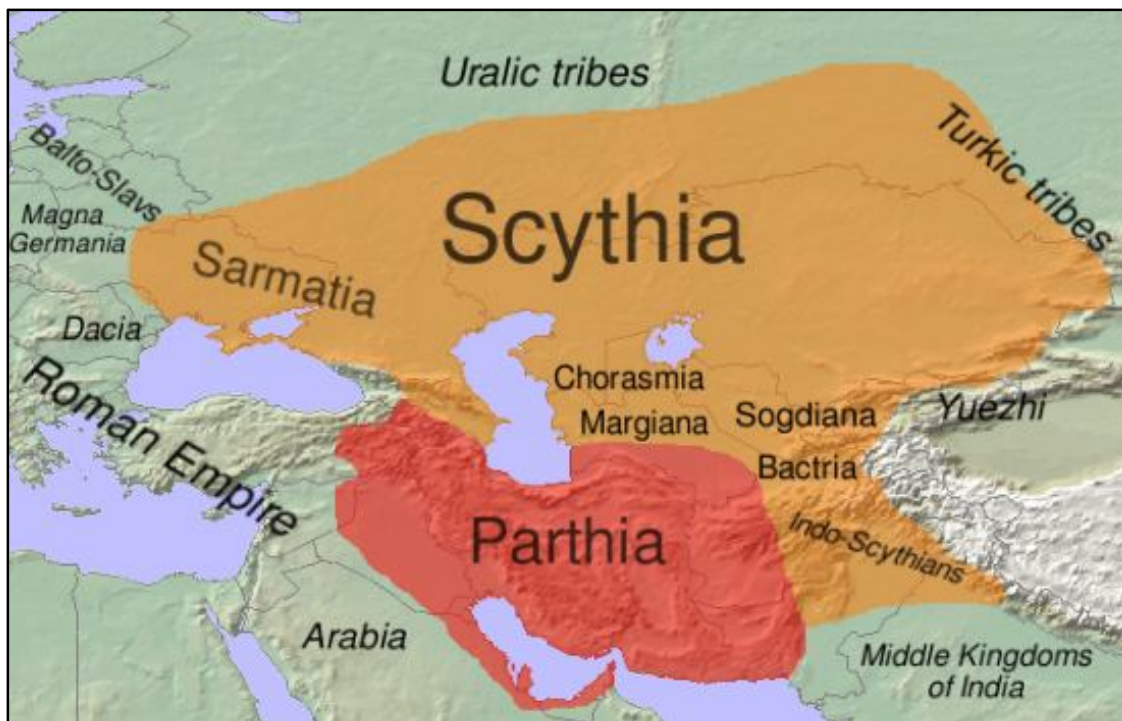 Uralic tribes
Turkic tribes
Balto-Slavs
Magna
Germania
Scythia
Sarmatia
Dacia
Roman Empire
Chorasmia
Margiana
Sogdiana
Yuezhi
Bactria
Parthia
Indo-Scythians
Arabia
Middle Kingdoms
of India